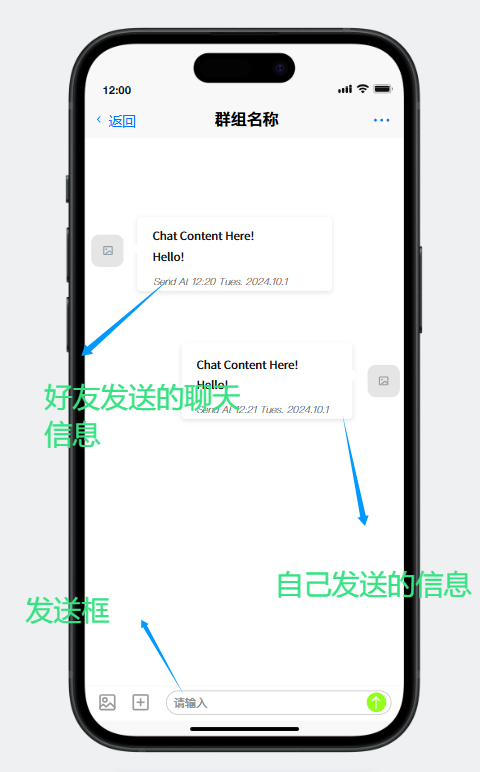 12:00
返回
群组名称
Chat Content Here!
Hello!
Send At 12:20 Tues. 2024.10.1
Chat Content Here!
Hello!
Send At 12:21 Tues. 2024.10.1
好友发送的聊天
信息
自己发送的信息
发送框
请输入